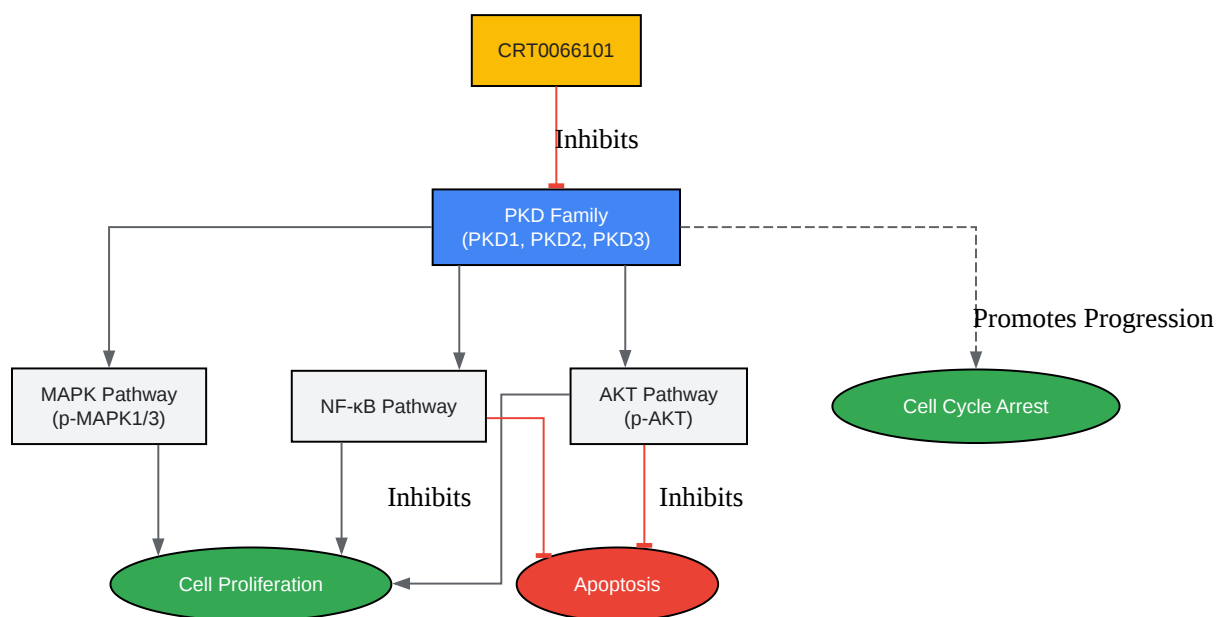 CRT0066101
Inhibits
PKD Family
(PKD1, PKD2, PKD3)
Promotes Progression
MAPK Pathway
(p-MAPK1/3)
NF-κB Pathway
AKT Pathway
(p-AKT)
Cell Cycle Arrest
Inhibits
Inhibits
Cell Proliferation
Apoptosis